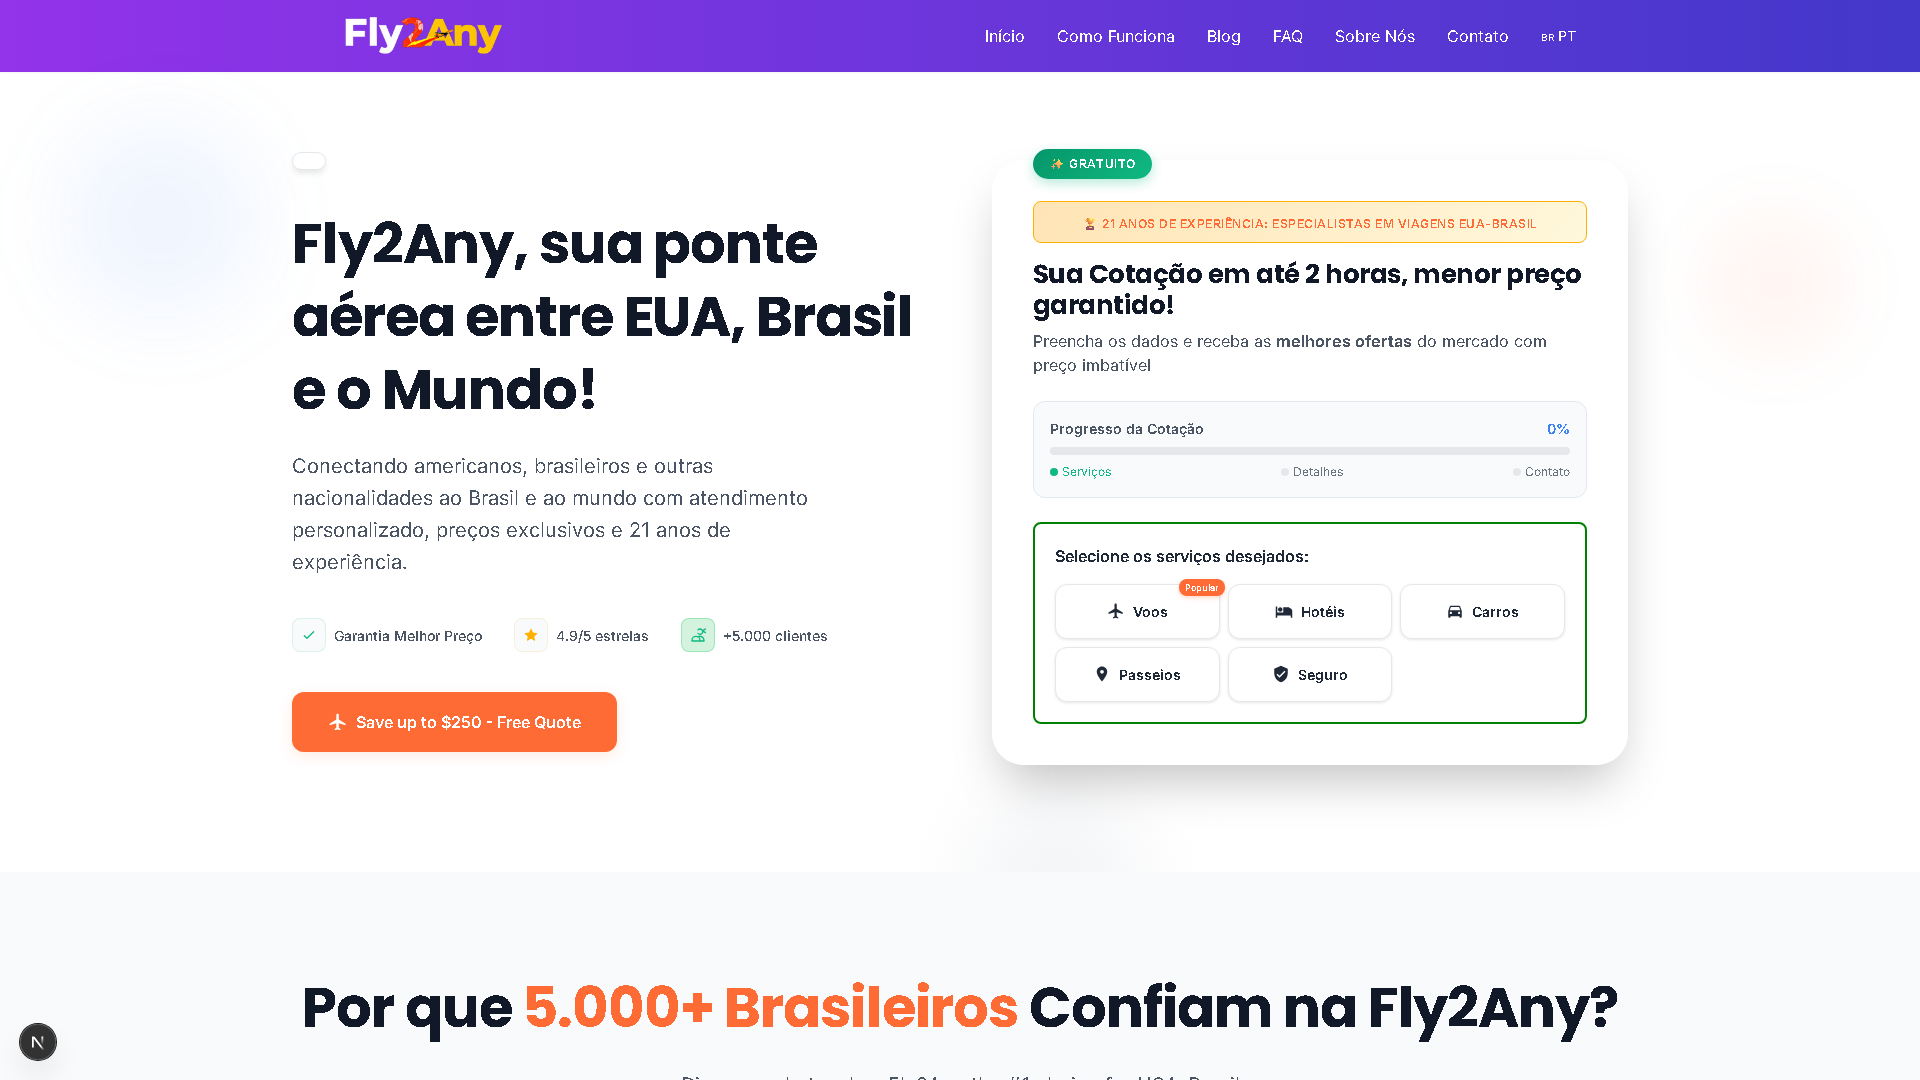 Fly2Any
Início
Como Funciona
Blog
FAQ
Sobre Nós
Contato
BR PT
Fly2Any, sua ponte
aérea entre EUA, Brasil
e o Mundo!
Conectando americanos, brasileiros e outras
nacionalidades ao Brasil e ao mundo com atendimento
personalizado, preços exclusivos e 21 anos de
experiência.
Garantia Melhor Preço
4.9/5 estrelas
+5.000 clientes
Save up to $250 - Free Quote
✨ GRATUITO
⏳ 21 ANOS DE EXPERIÊNCIA: ESPECIALISTAS EM VIAGENS EUA-BRASIL
Sua Cotação em até 2 horas, menor preço
garantido!
Preencha os dados e receba as melhores ofertas do mercado com
preço imbatível
Progresso da Cotação
0%
Serviços
Detalhes
Contato
Selecione os serviços desejados:
Popular
Voos
Hotéis
Carros
Passeios
Seguro
Por que 5.000+ Brasileiros Confiam na Fly2Any?
N